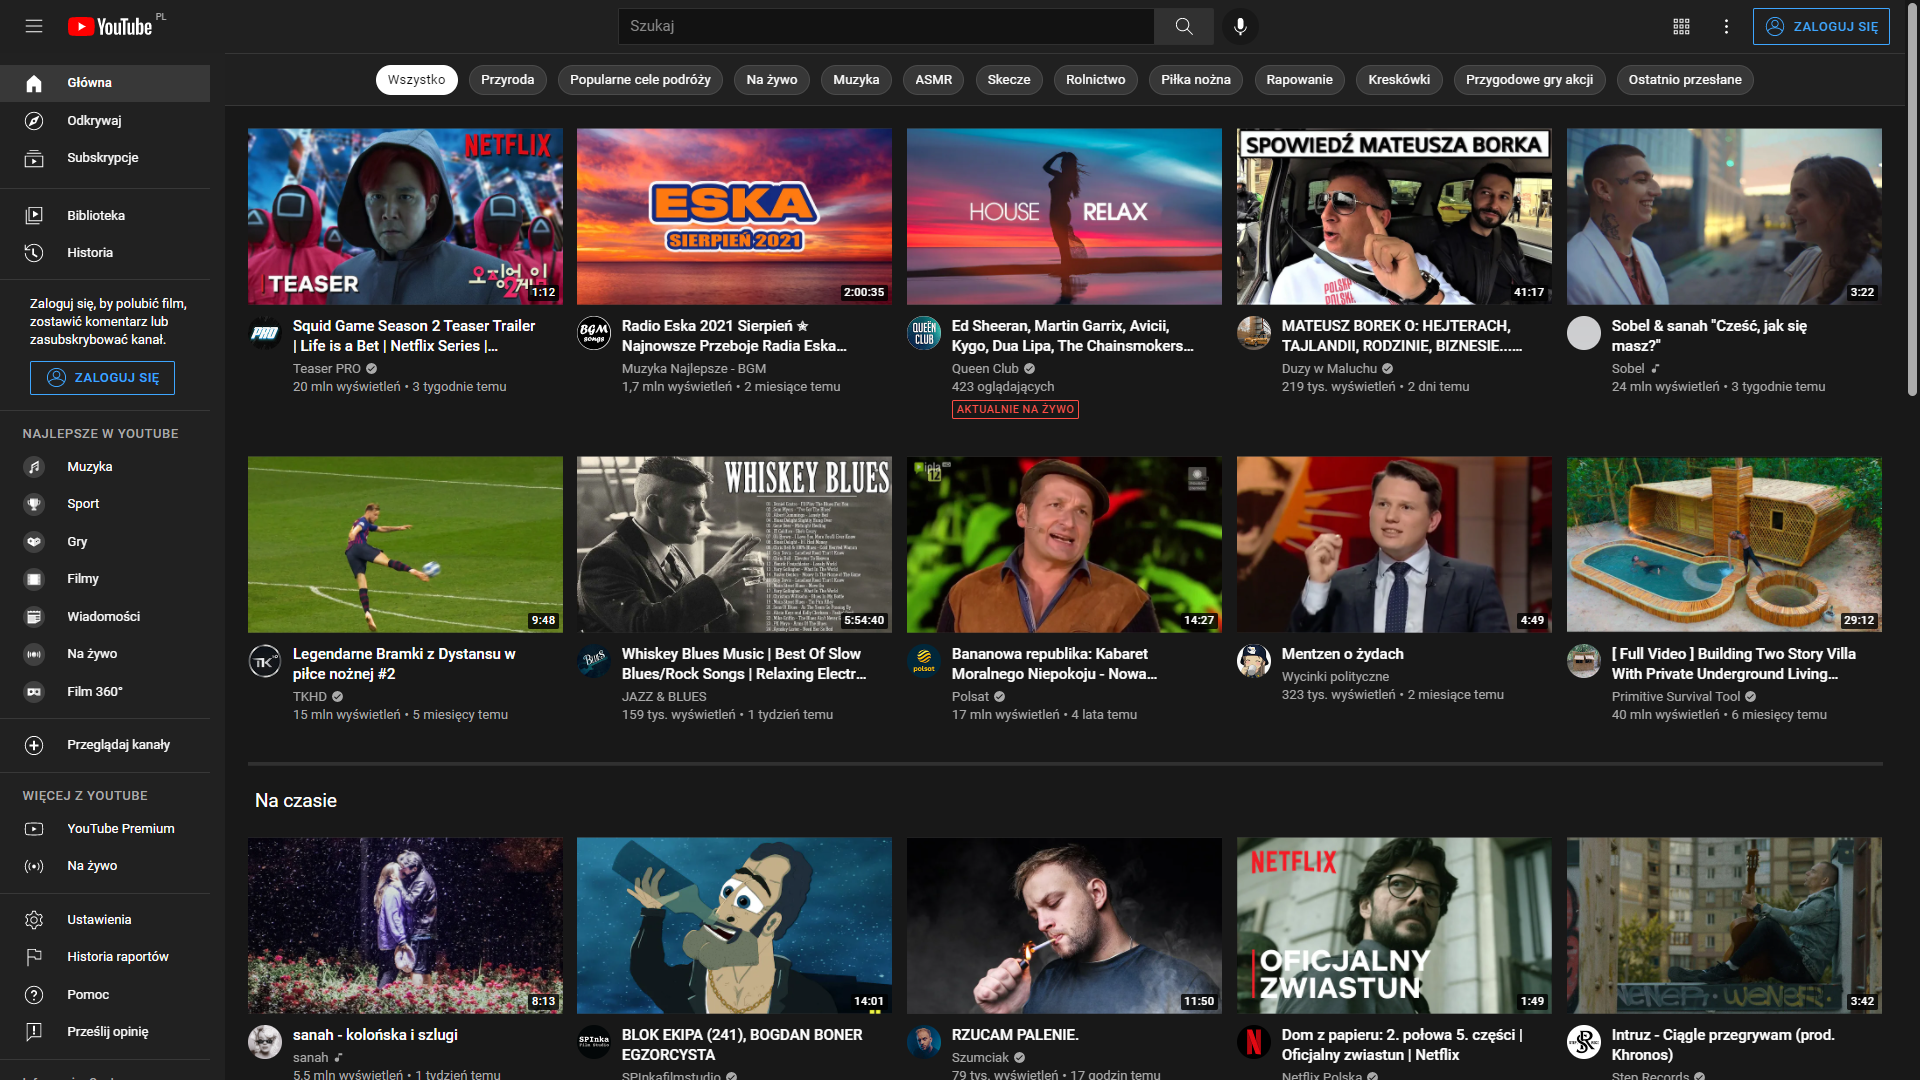 YouTube PL
Szukaj
ZALOGUJ SIĘ
Główna
Odkrywaj
Subskrypcje
Biblioteka
Historia
Zaloguj się, by polubić film,
zostawić komentarz lub
zasubskrybować kanał.
ZALOGUJ SIĘ
NAJLEPSZE W YOUTUBE
Muzyka
Sport
Gry
Filmy
Wiadomości
Na żywo
Film 360°
Przeglądaj kanały
WIĘCEJ Z YOUTUBE
YouTube Premium
Na żywo
Ustawienia
Historia raportów
Pomoc
Prześlij opinię
Wszystko
Przyroda
Popularne cele podróży
Na żywo
Muzyka
ASMR
Skecze
Rolnictwo
Piłka nożna
Rapowanie
Kreskówki
Przygodowe gry akcji
Ostatnio przesłane
NETFLIX
TEASER
1:12
PRO
Squid Game Season 2 Teaser Trailer
| Life is a Bet | Netflix Series |...
Teaser PRO
20 mln wyświetleń • 3 tygodnie temu
ESKA
SIERPIEŃ 2021
2:00:35
BGM
songs
Radio Eska 2021 Sierpień ★
Najnowsze Przeboje Radia Eska...
Muzyka Najlepsze - BGM
1,7 mln wyświetleń • 2 miesiące temu
HOUSE RELAX
QUEEN
CLUB
Ed Sheeran, Martin Garrix, Avicii,
Kygo, Dua Lipa, The Chainsmokers...
Queen Club
423 oglądających
AKTUALNIE NA ŻYWO
SPOWIEDŹ MATEUSZA BORKA
41:17
MATEUSZ BOREK O: HEJTERACH,
TAJLANDII, RODZINIE, BIZNESIE......
Duzy w Maluchu
219 tys. wyświetleń • 2 dni temu
3:22
Sobel & sanah "Cześć, jak się
masz?"
Sobel
24 mln wyświetleń • 3 tygodnie temu
9:48
TK
Legendarne Bramki z Dystansu w
piłce nożnej #2
TKHD
15 mln wyświetleń • 5 miesięcy temu
WHISKEY BLUES
5:54:40
Whiskey Blues Music | Best Of Slow
Blues/Rock Songs | Relaxing Electr...
JAZZ & BLUES
159 tys. wyświetleń • 1 tydzień temu
ipla
12
14:27
polsat
Bananowa republika: Kabaret
Moralnego Niepokoju - Nowa...
Polsat
17 mln wyświetleń • 4 lata temu
4:49
Mentzen o żydach
Wycinki polityczne
323 tys. wyświetleń • 2 miesiące temu
29:12
[ Full Video ] Building Two Story Villa
With Private Underground Living...
Primitive Survival Tool
40 mln wyświetleń • 6 miesięcy temu
Na czasie
8:13
sanah - kolońska i szlugi
sanah
5,5 mln wyświetleń • 1 tydzień temu
14:01
SPInka
BLOK EKIPA (241), BOGDAN BONER
EGZORCYSTA
SPInkafilmstudio
11:50
RZUCAM PALENIE.
Szumciak
79 tys. wyświetleń • 17 godzin temu
NETFLIX
OFICJALNY
ZWIASTUN
1:49
N
Dom z papieru: 2. połowa 5. części |
Oficjalny zwiastun | Netflix
Netflix Polska
3:42
Intruz - Ciągle przegrywam (prod.
Khronos)
Step Records